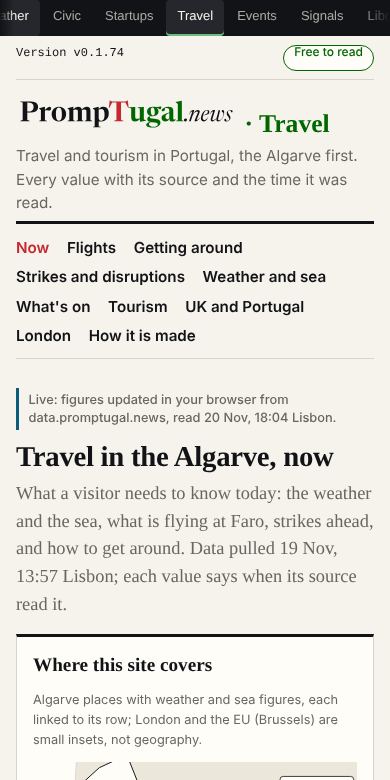 ather Civic Startups Travel Events Signals Lib
Version v0.1.74
Free to read
PrompTugal.news · Travel
Travel and tourism in Portugal, the Algarve first.
Every value with its source and the time it was
read.
Now Flights Getting around
Strikes and disruptions Weather and sea
What's on Tourism UK and Portugal
London How it is made
Live: figures updated in your browser from
data.promptugal.news, read 20 Nov, 18:04 Lisbon.
Travel in the Algarve, now
What a visitor needs to know today: the weather
and the sea, what is flying at Faro, strikes ahead,
and how to get around. Data pulled 19 Nov,
13:57 Lisbon; each value says when its source
read it.
Where this site covers
Algarve places with weather and sea figures, each
linked to its row; London and the EU (Brussels) are
small insets, not geography.